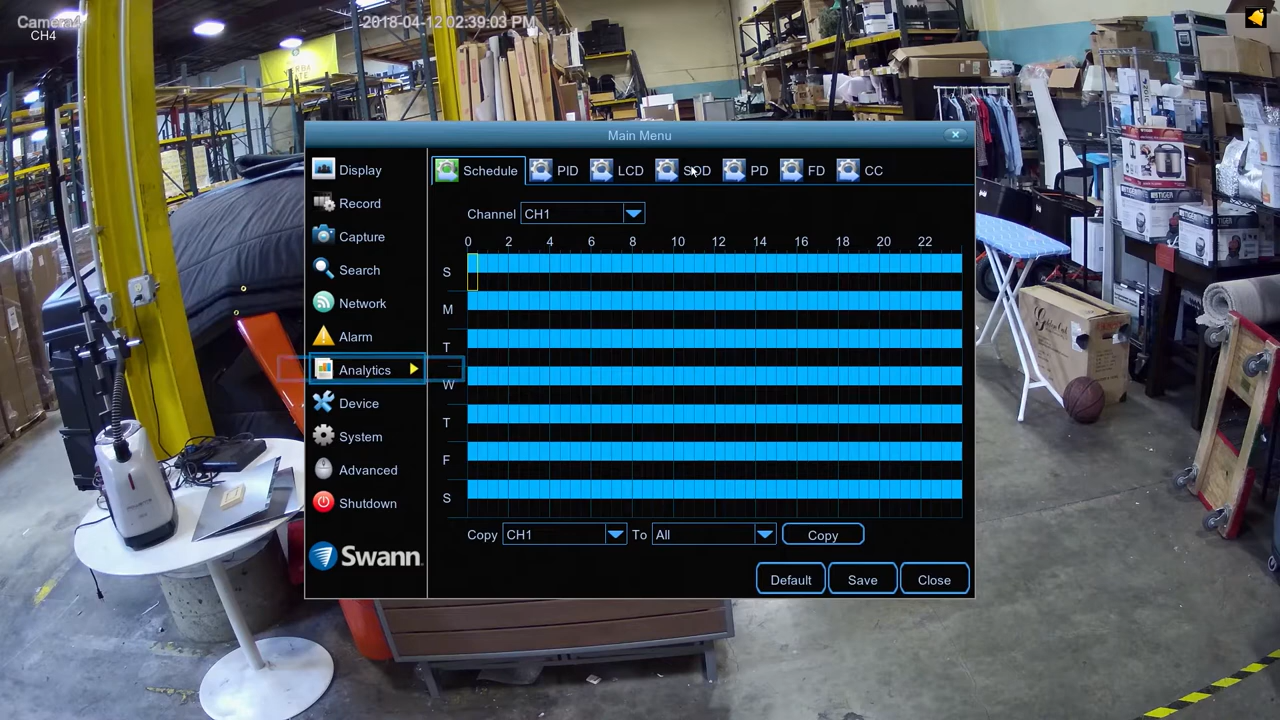 Camera4 2018-04-12 02:39:03 PM
CH4
Main Menu
Display
Record
Capture
Search
Network
Alarm
Analytics
Device
System
Advanced
Shutdown
Swann
Schedule PID LCD SOD PD FD CC
Channel CH1
0 2 4 6 8 10 12 14 16 18 20 22
S
M
T
W
T
F
S
Copy CH1 To All Copy
Default Save Close